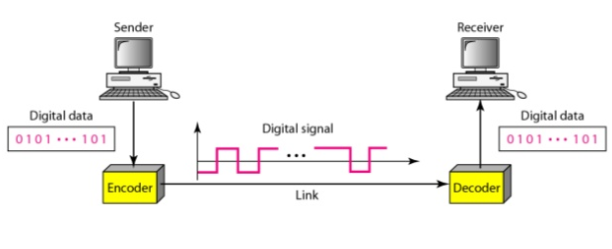 Sender
Receiver
Digital data
0101 ••• 101
Digital signal
•••
Digital data
0101 ••• 101
Encoder
Link
Decoder